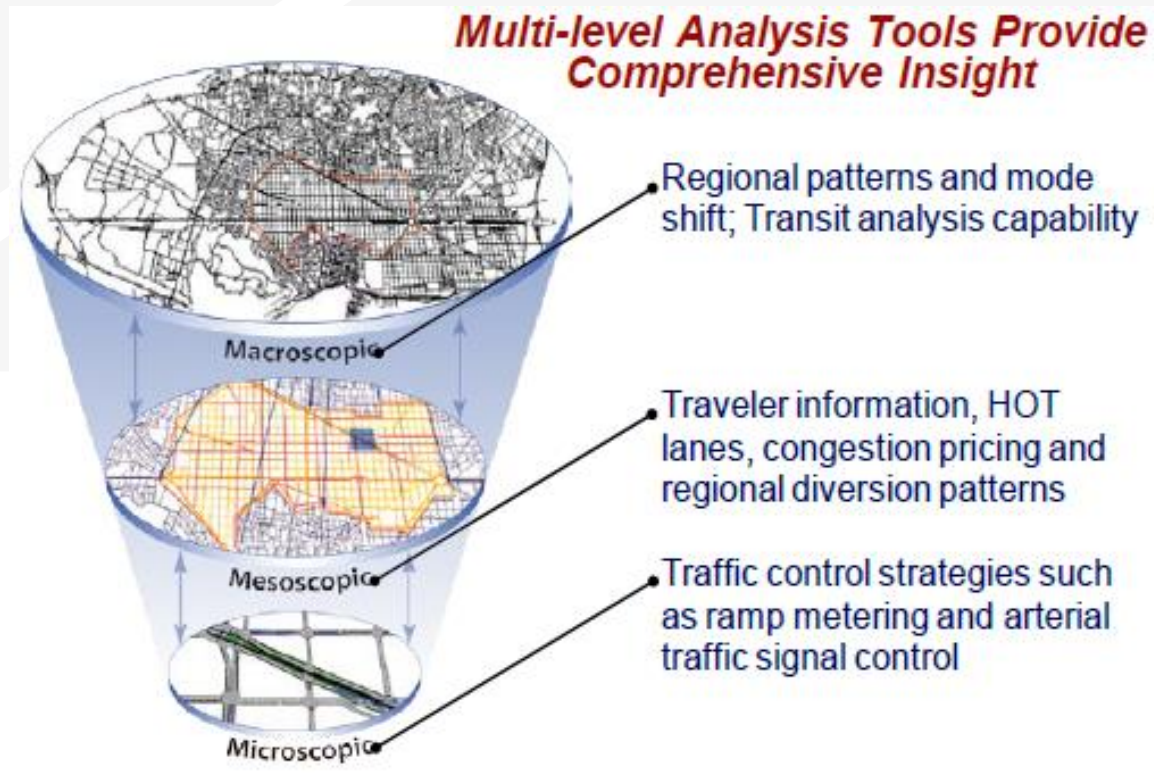 Multi-level Analysis Tools Provide
Comprehensive Insight
Regional patterns and mode
shift; Transit analysis capability
Macroscopic
Traveler information, HOT
lanes, congestion pricing and
regional diversion patterns
Mesoscopic
Traffic control strategies such
as ramp metering and arterial
traffic signal control
Microscopic